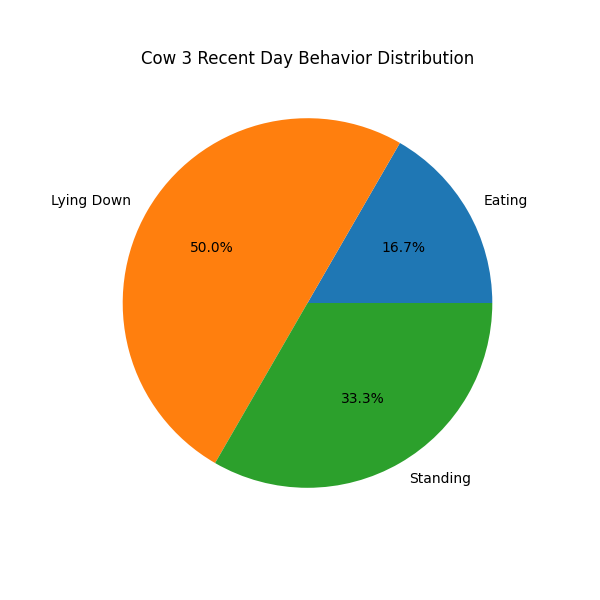 Cow 3 Recent Day Behavior Distribution
Lying Down
Eating
50.0%
16.7%
33.3%
Standing